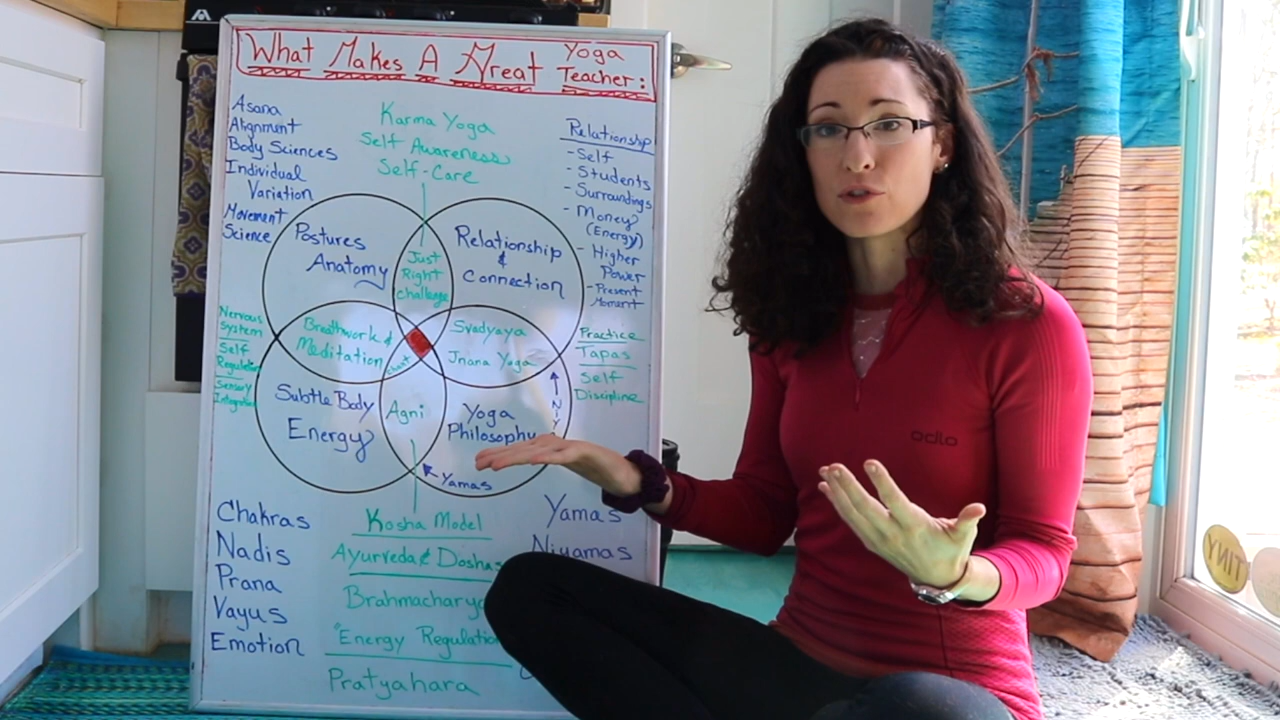 What Makes A Great Yoga Teacher:
Asana
Alignment
Body Sciences
Individual
Variation
Movement
Science
Karma Yoga
Self Awareness
Self-Care
Relationship
- Self
- Students
- Surroundings
- Money
(Energy)
- Higher
Power
- Present
Moment
Postures
Anatomy
Just
Right
Challenge
Relationship
&
Connection
Nervous
System
Self
Regulation
Sensory
Integration
Breathwork &
Meditation
Svadyaya
Jnana Yoga
Practice
Tapas
Self
Discipline
Subtle Body
Energy
Agni
Yoga
Philosophy
Yamas
Chakras
Nadis
Prana
Vayus
Emotion
Kosha Model
Ayurveda & Doshas
Brahmacharya
"Energy Regulation
Pratyahara
Yamas
Niyamas
odlo
TINY